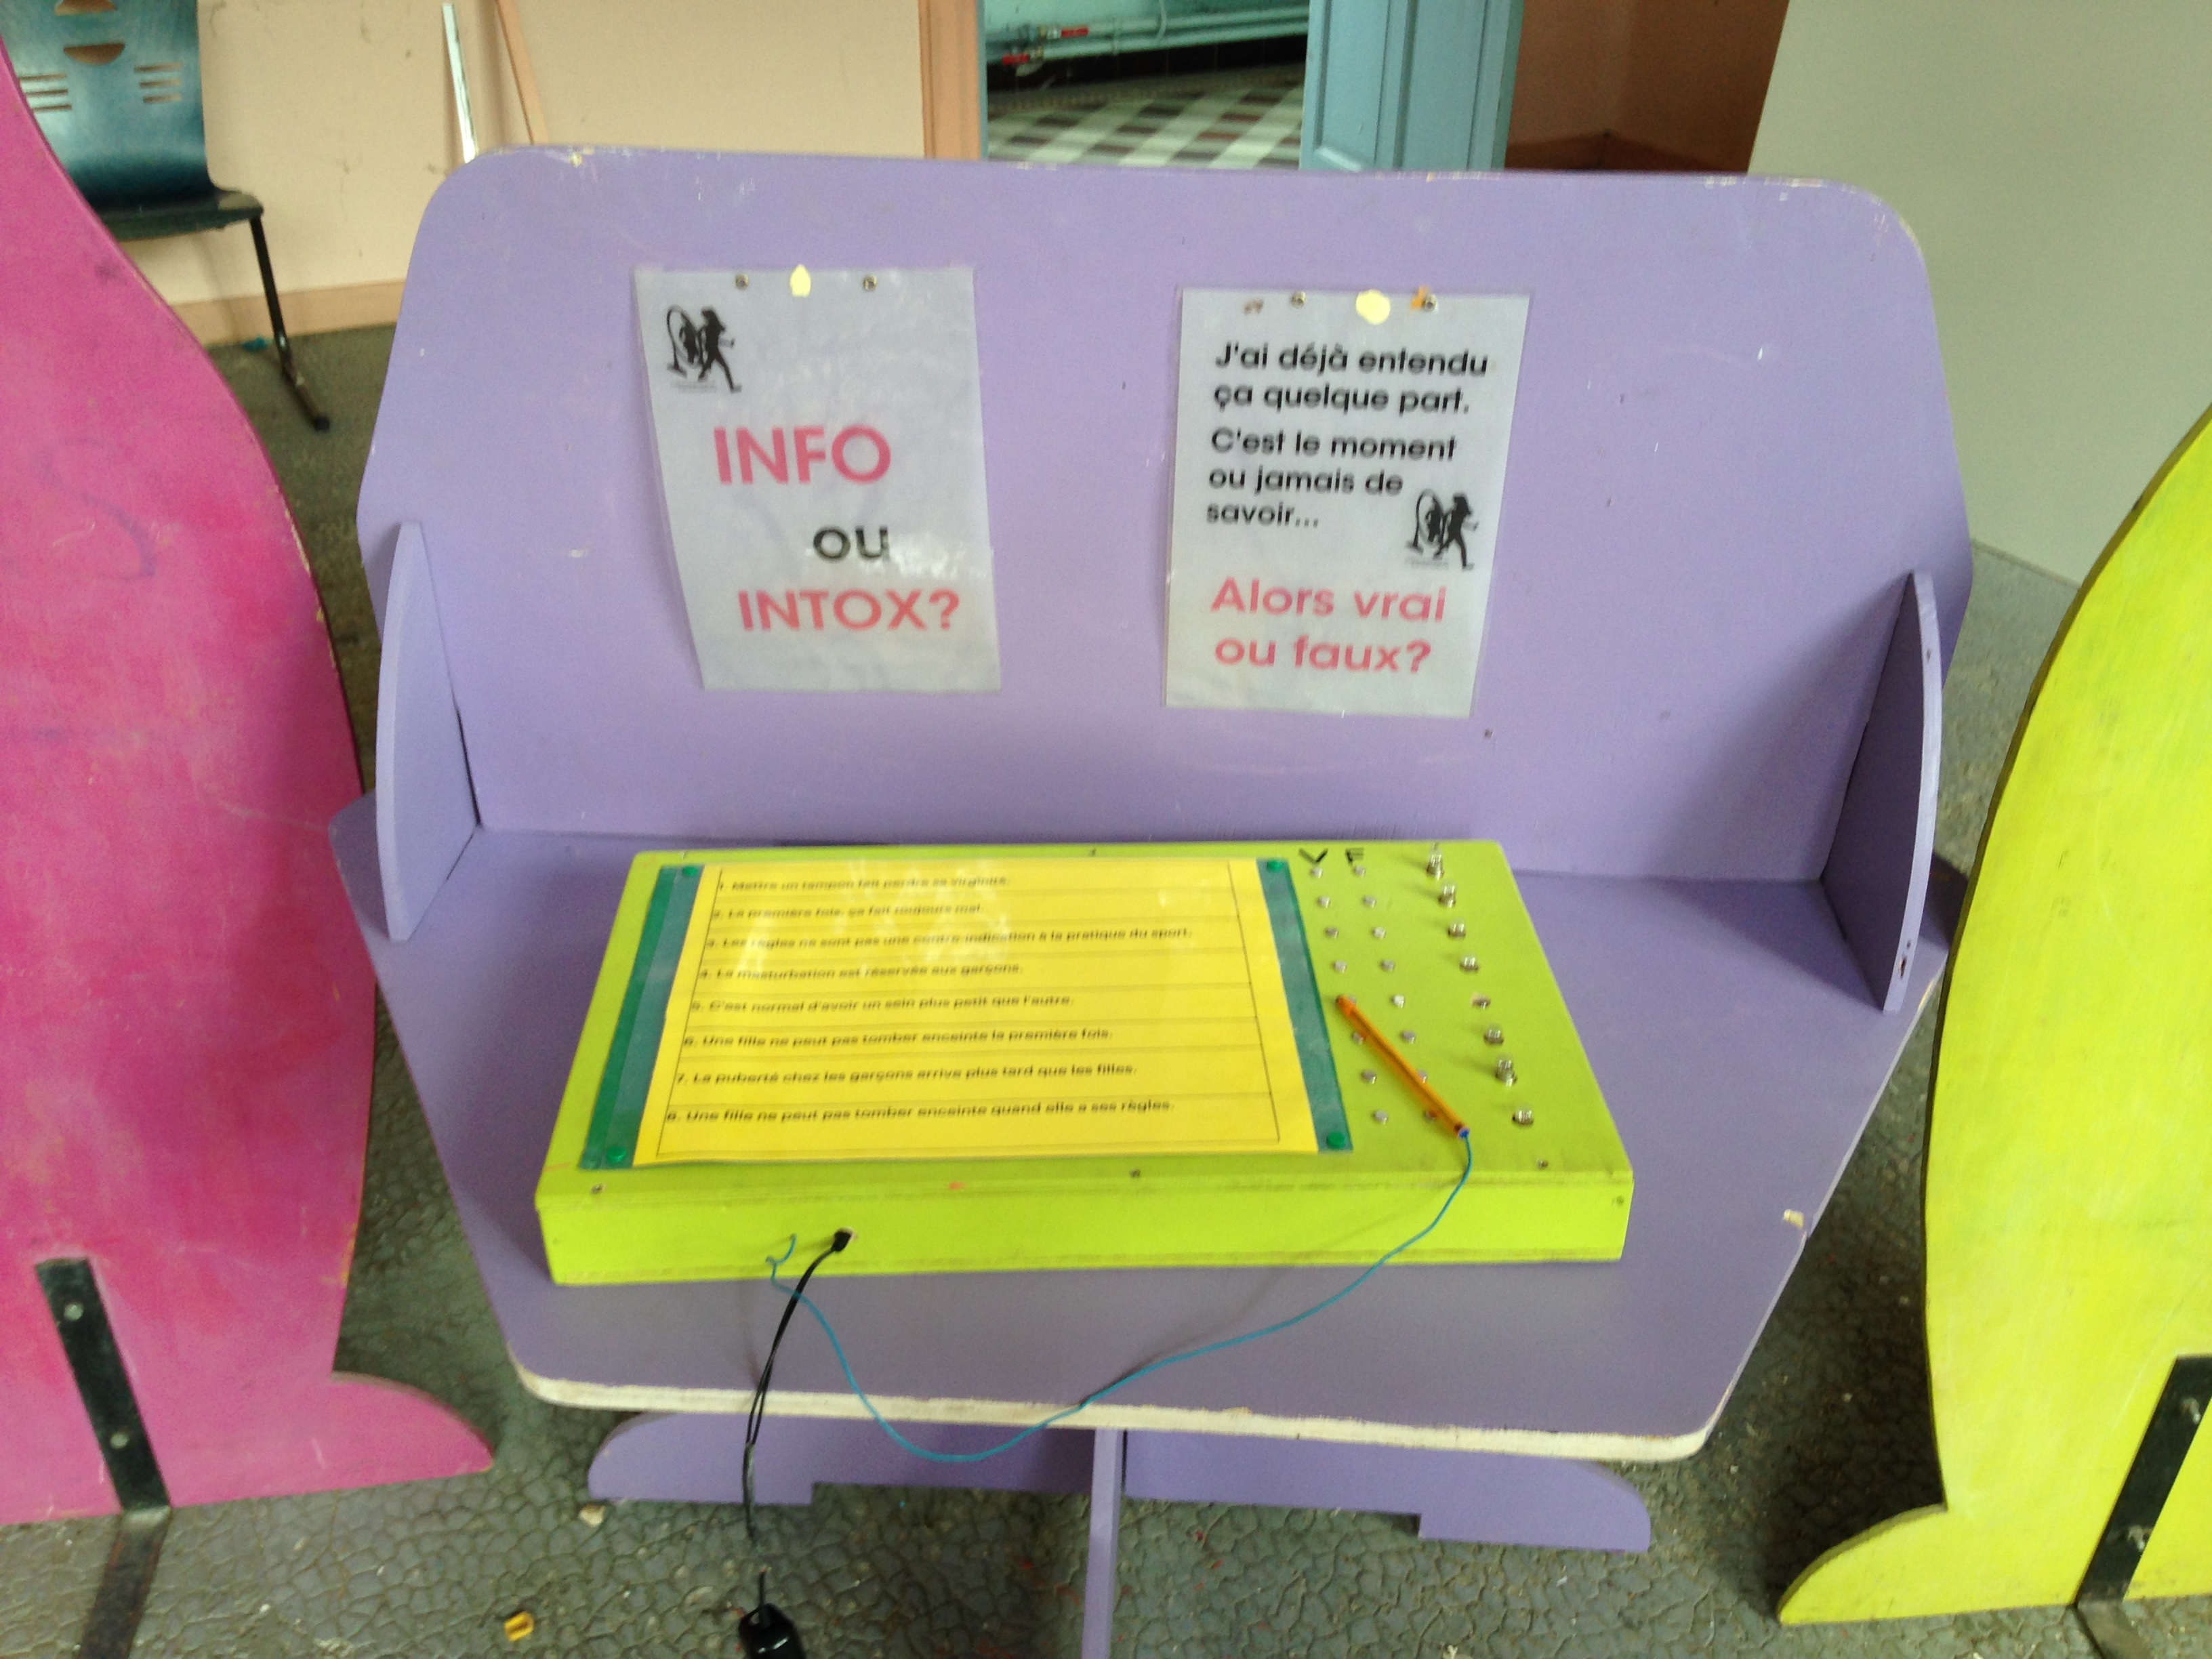 INFO
ou
INTOX?
J'ai déjà entendu
ça quelque part.
C'est le moment
ou jamais de
savoir...
Alors vrai
ou faux?
V F
1. Mettre un tampon fait perdre sa virginité.
2. La première fois, ça fait toujours mal.
3. Les règles ne sont pas une contre-indication à la pratique du sport.
4. La masturbation est réservée aux garçons.
5. C'est normal d'avoir un sein plus petit que l'autre.
6. Une fille ne peut pas tomber enceinte la première fois.
7. La puberté chez les garçons arrive plus tard que les filles.
8. Une fille ne peut pas tomber enceinte quand elle a ses règles.